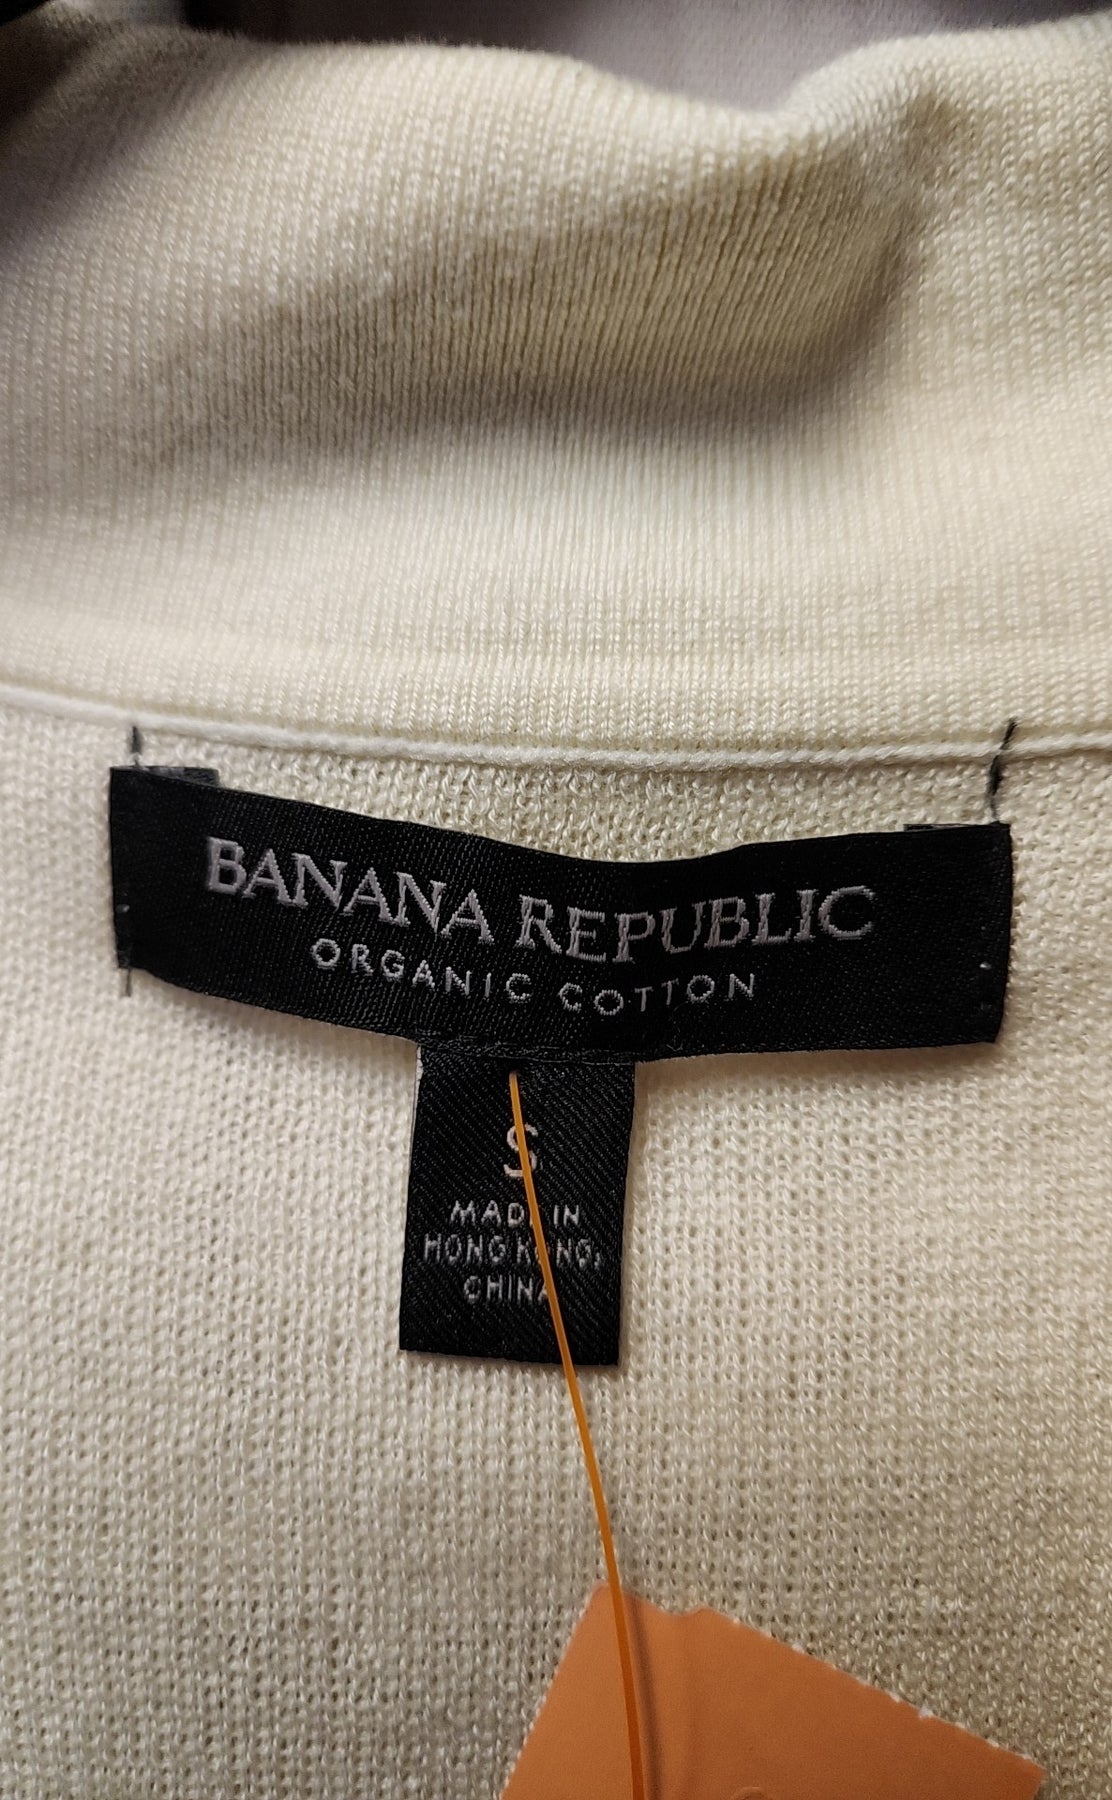 BANANA REPUBLIC
ORGANIC COTTON
S
MADE IN
HONG KONG,
CHINA